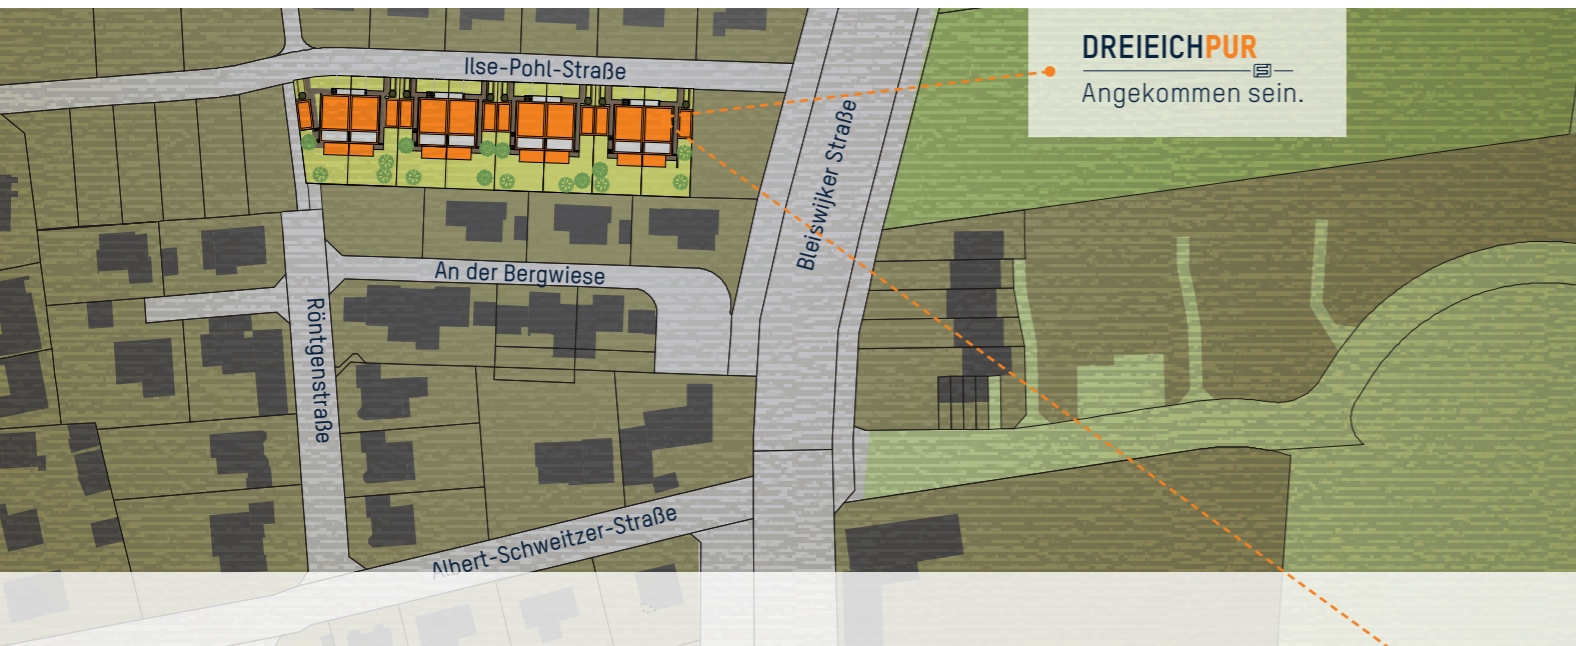 DREIEICHPUR
Angekommen sein.
Ilse-Pohl-Straße
Bleiswijker Straße
An der Bergwiese
Röntgenstraße
Albert-Schweitzer-Straße